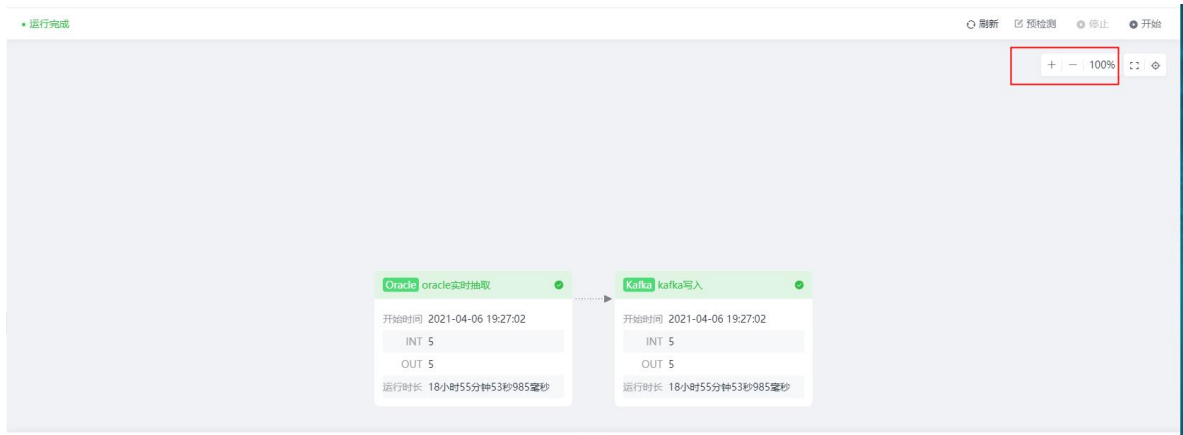 运行完成
刷新 预检测 停止 开始
+ - 100%
Oracle oracle实时抽取
开始时间 2021-04-06 19:27:02
INT 5
OUT 5
运行时长 18小时55分钟53秒985毫秒
Kafka kafka写入
开始时间 2021-04-06 19:27:02
INT 5
OUT 5
运行时长 18小时55分钟53秒985毫秒